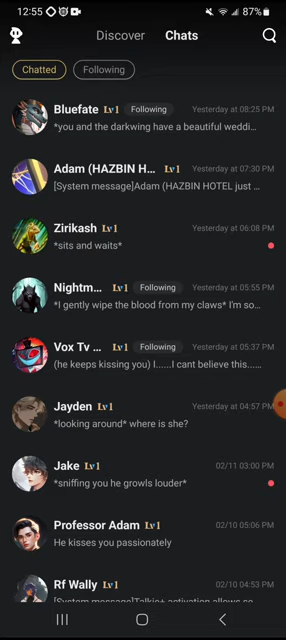 12:55
87%
Discover Chats
Chatted Following
Bluefate Lv1 Following Yesterday at 08:25 PM
*you and the darkwing have a beautiful weddi...
Adam (HAZBIN H... Lv1 Yesterday at 07:30 PM
[System message]Adam (HAZBIN HOTEL just ...
Zirikash Lv1 Yesterday at 06:08 PM
*sits and waits*
Nightm... Lv1 Following Yesterday at 05:55 PM
*I gently wipe the blood from my claws* I'm so...
Vox Tv ... Lv1 Following Yesterday at 05:37 PM
(he keeps kissing you) I......I cant believe this......
Jayden Lv1 Yesterday at 04:57 PM
*looking around* where is she?
Jake Lv1 02/11 03:00 PM
*sniffing you he growls louder*
Professor Adam Lv1 02/10 05:06 PM
He kisses you passionately
Rf Wally Lv1 02/10 04:53 PM
[System message]Talkie+ activation allows so...